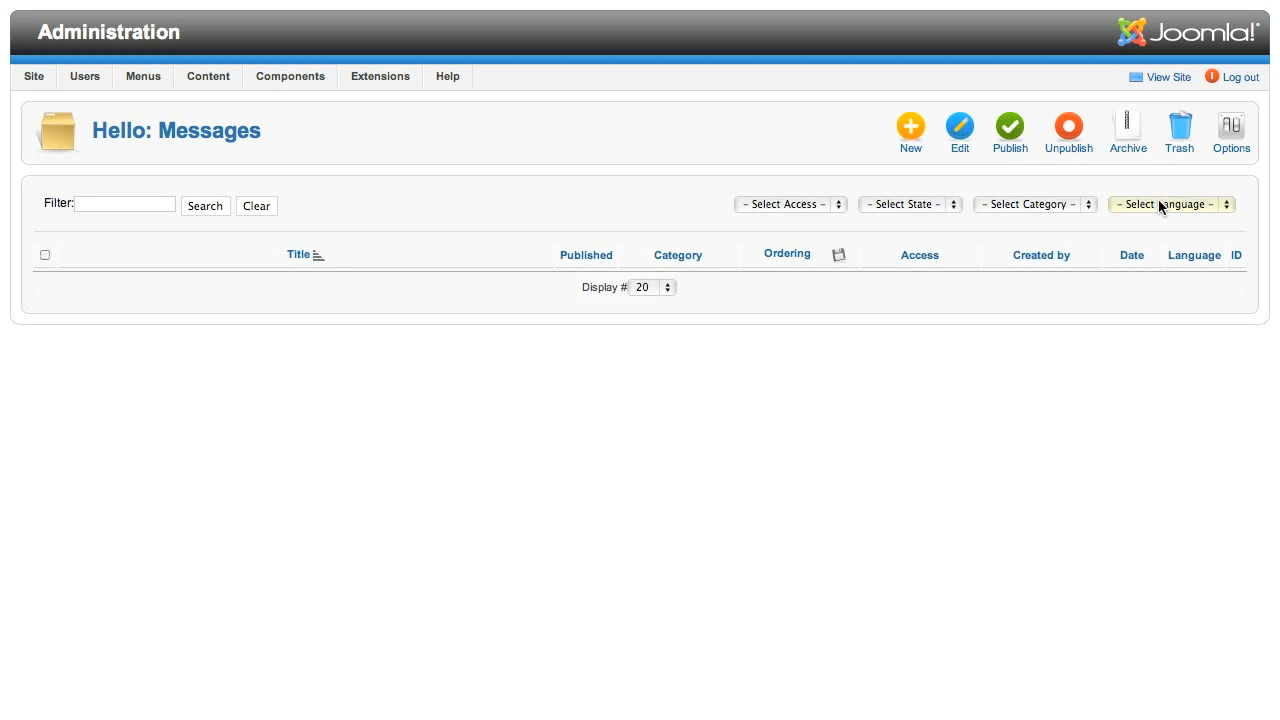 Administration
Joomla!
Site Users Menus Content Components Extensions Help View Site Log out
Hello: Messages
New Edit Publish Unpublish Archive Trash Options
Filter: Search Clear - Select Access - - Select State - - Select Category - - Select Language -
Title Published Category Ordering Access Created by Date Language ID
Display # 20